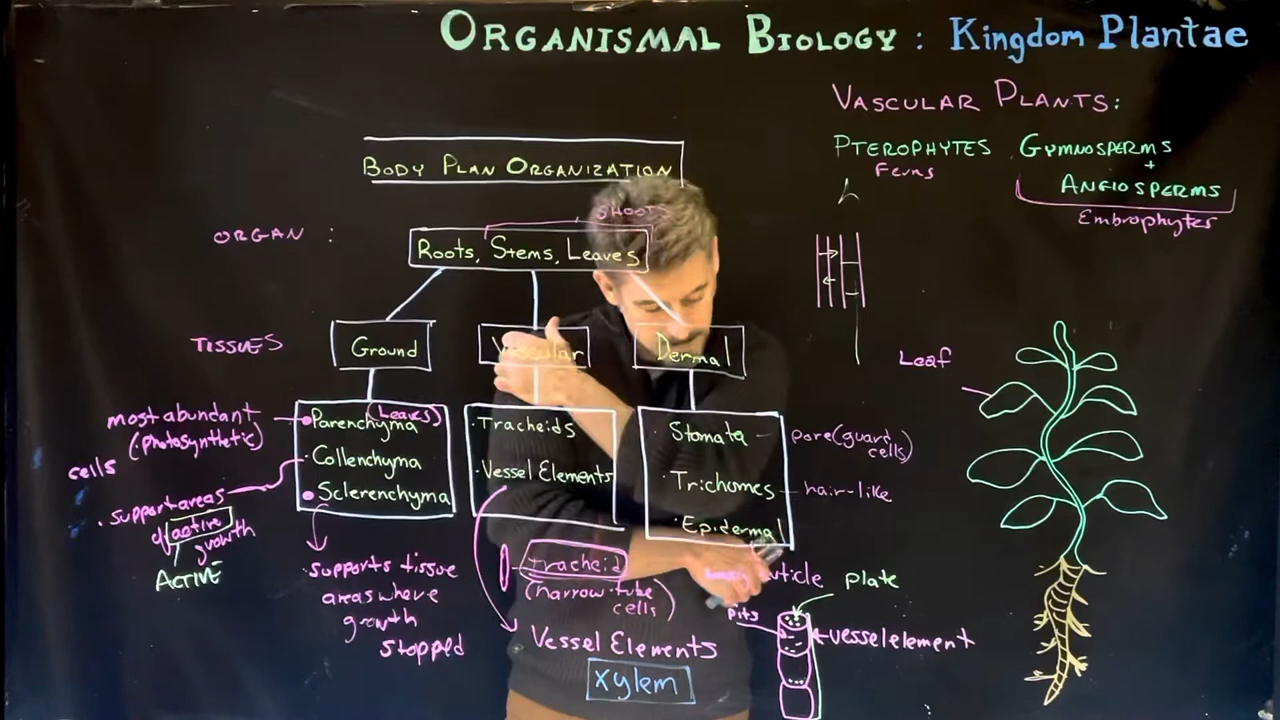 ORGANISMAL BIOLOGY: Kingdom Plantae
VASCULAR PLANTS:
PTEROPHYTES
Ferns
GYMNOSPERMS
+
ANGIOSPERMS
Embrophytes
BODY PLAN ORGANIZATION
SHOOTS
ORGAN :
Roots, Stems, Leaves
TISSUES
Ground
Vascular
Dermal
Leaf
most abundant
(photosynthetic)
cells
(Leaves)
Parenchyma
· Collenchyma
Sclerenchyma
· Tracheids
· Vessel Elements
· Stomata
· Trichomes
· Epidermal
pore(guard
cells)
hair-like
· support areas
of active
growth
ACTIVE
· supports tissue
areas where
growth
stopped
tracheid
(narrow-tube
cells)
Vessel Elements
xylem
plate
pits
vessel element